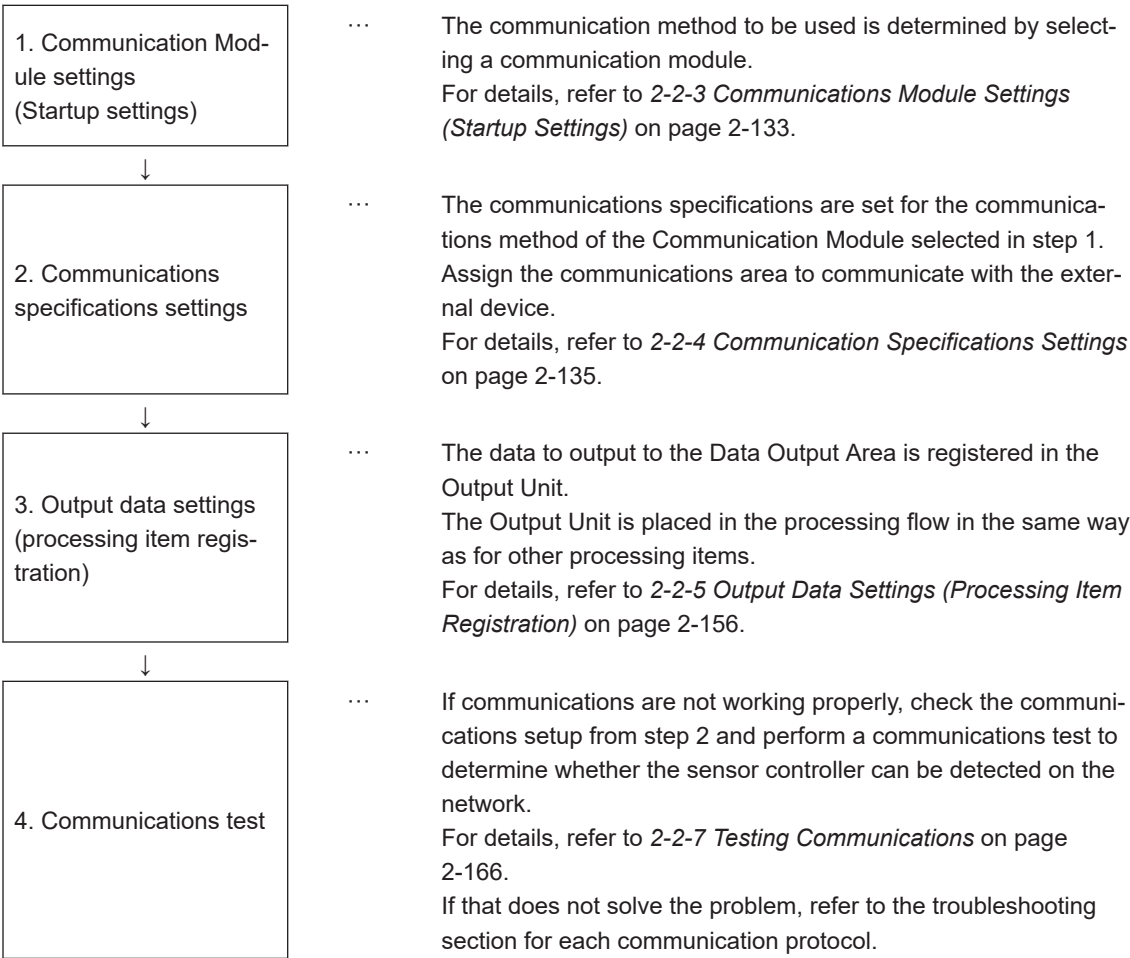 1. Communication Mod-
ule settings
(Startup settings)
… The communication method to be used is determined by select-
ing a communication module.
For details, refer to 2-2-3 Communications Module Settings
(Startup Settings) on page 2-133.
↓
2. Communications
specifications settings
… The communications specifications are set for the communica-
tions method of the Communication Module selected in step 1.
Assign the communications area to communicate with the exter-
nal device.
For details, refer to 2-2-4 Communication Specifications Settings
on page 2-135.
↓
3. Output data settings
(processing item regis-
tration)
… The data to output to the Data Output Area is registered in the
Output Unit.
The Output Unit is placed in the processing flow in the same way
as for other processing items.
For details, refer to 2-2-5 Output Data Settings (Processing Item
Registration) on page 2-156.
↓
4. Communications test
… If communications are not working properly, check the communi-
cations setup from step 2 and perform a communications test to
determine whether the sensor controller can be detected on the
network.
For details, refer to 2-2-7 Testing Communications on page
2-166.
If that does not solve the problem, refer to the troubleshooting
section for each communication protocol.